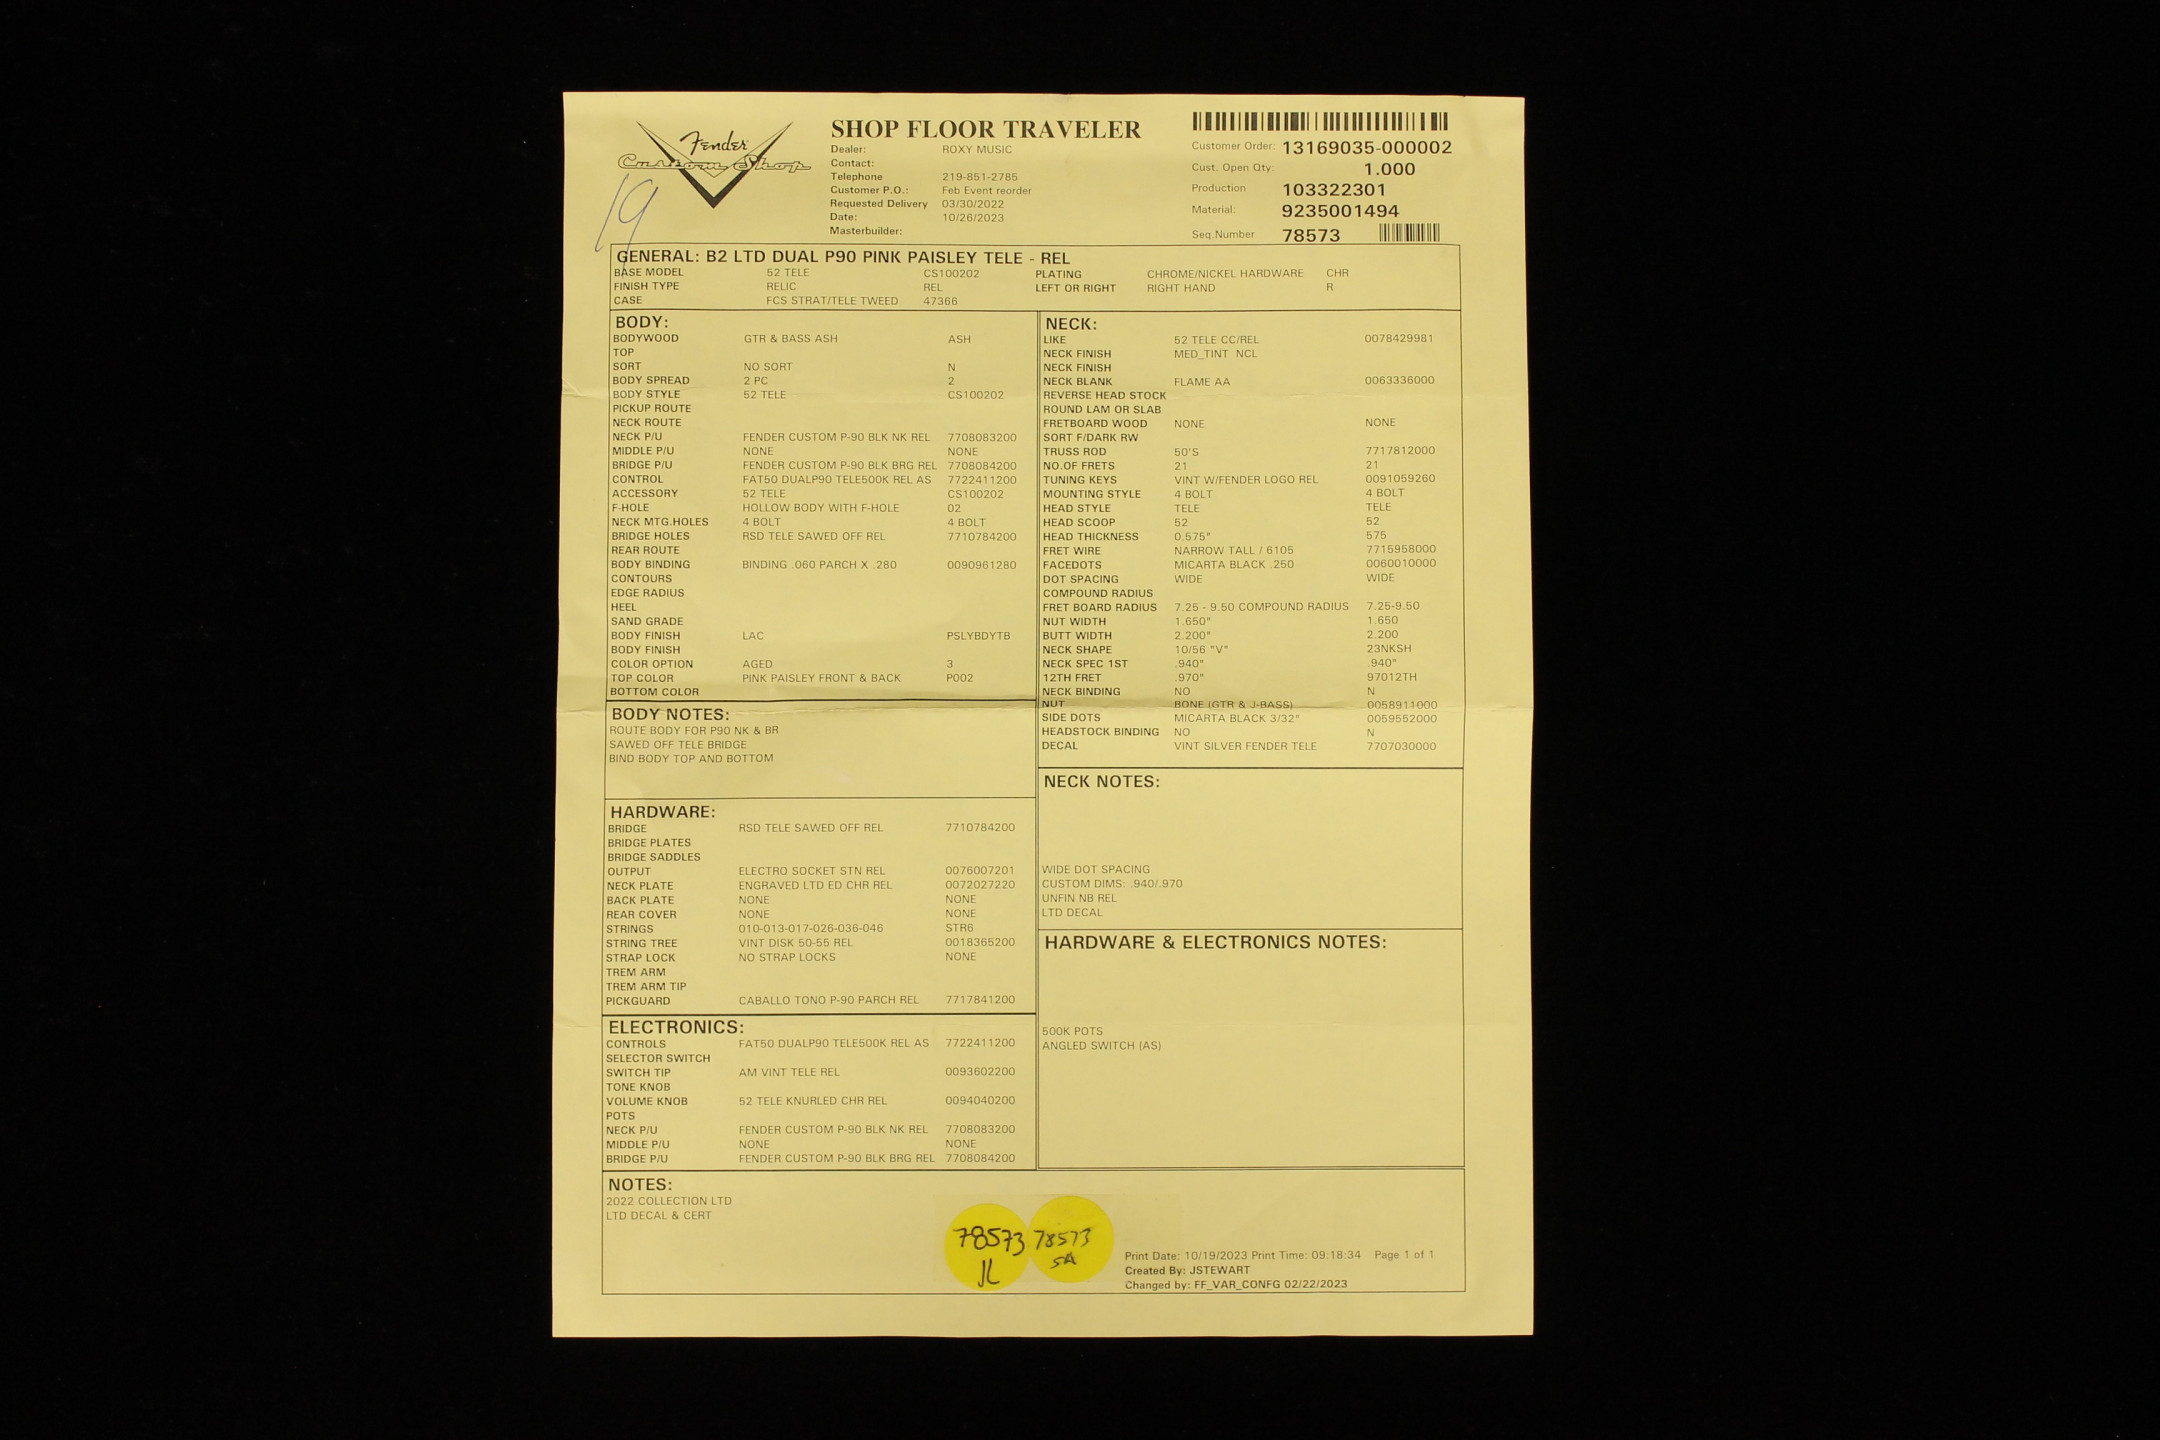 Fender
Custom Shop
19
SHOP FLOOR TRAVELER
Dealer: ROXY MUSIC
Contact:
Telephone 219-851-2785
Customer P.O.: Feb Event reorder
Requested Delivery 03/30/2022
Date: 10/26/2023
Masterbuilder:
Customer Order: 13169035-000002
Cust. Open Qty: 1.000
Production 103322301
Material: 9235001494
Seq.Number 78573
GENERAL: B2 LTD DUAL P90 PINK PAISLEY TELE - REL
BASE MODEL 52 TELE CS100202 PLATING CHROME/NICKEL HARDWARE CHR
FINISH TYPE RELIC REL LEFT OR RIGHT RIGHT HAND R
CASE FCS STRAT/TELE TWEED 47366
BODY:
BODYWOOD GTR & BASS ASH ASH
TOP
SORT NO SORT N
BODY SPREAD 2 PC 2
BODY STYLE 52 TELE CS100202
PICKUP ROUTE
NECK ROUTE
NECK P/U FENDER CUSTOM P-90 BLK NK REL 7708083200
MIDDLE P/U NONE NONE
BRIDGE P/U FENDER CUSTOM P-90 BLK BRG REL 7708084200
CONTROL FAT50 DUALP90 TELE500K REL AS 7722411200
ACCESSORY 52 TELE CS100202
F-HOLE HOLLOW BODY WITH F-HOLE 02
NECK MTG.HOLES 4 BOLT 4 BOLT
BRIDGE HOLES RSD TELE SAWED OFF REL 7710784200
REAR ROUTE
BODY BINDING BINDING .060 PARCH X .280 0090961280
CONTOURS
EDGE RADIUS
HEEL
SAND GRADE
BODY FINISH LAC PSLYBDYTB
BODY FINISH
COLOR OPTION AGED 3
TOP COLOR PINK PAISLEY FRONT & BACK P002
BOTTOM COLOR
BODY NOTES:
ROUTE BODY FOR P90 NK & BR
SAWED OFF TELE BRIDGE
BIND BODY TOP AND BOTTOM
HARDWARE:
BRIDGE RSD TELE SAWED OFF REL 7710784200
BRIDGE PLATES
BRIDGE SADDLES
OUTPUT ELECTRO SOCKET STN REL 0076007201
NECK PLATE ENGRAVED LTD ED CHR REL 0072027220
BACK PLATE NONE NONE
REAR COVER NONE NONE
STRINGS 010-013-017-026-036-046 STR6
STRING TREE VINT DISK 50-55 REL 0018365200
STRAP LOCK NO STRAP LOCKS NONE
TREM ARM
TREM ARM TIP
PICKGUARD CABALLO TONO P-90 PARCH REL 7717841200
ELECTRONICS:
CONTROLS FAT50 DUALP90 TELE500K REL AS 7722411200
SELECTOR SWITCH
SWITCH TIP AM VINT TELE REL 0093602200
TONE KNOB
VOLUME KNOB 52 TELE KNURLED CHR REL 0094040200
POTS
NECK P/U FENDER CUSTOM P-90 BLK NK REL 7708083200
MIDDLE P/U NONE NONE
BRIDGE P/U FENDER CUSTOM P-90 BLK BRG REL 7708084200
NECK:
LIKE 52 TELE CC/REL 0078429981
NECK FINISH MED_TINT NCL
NECK FINISH
NECK BLANK FLAME AA 0063336000
REVERSE HEAD STOCK
ROUND LAM OR SLAB
FRETBOARD WOOD NONE NONE
SORT F/DARK RW
TRUSS ROD 50'S 7717812000
NO.OF FRETS 21 21
TUNING KEYS VINT W/FENDER LOGO REL 0091059260
MOUNTING STYLE 4 BOLT 4 BOLT
HEAD STYLE TELE TELE
HEAD SCOOP 52 52
HEAD THICKNESS 0.575" 575
FRET WIRE NARROW TALL / 6105 7715958000
FACEDOTS MICARTA BLACK .250 0060010000
DOT SPACING WIDE WIDE
COMPOUND RADIUS
FRET BOARD RADIUS 7.25 - 9.50 COMPOUND RADIUS 7.25-9.50
NUT WIDTH 1.650" 1.650
BUTT WIDTH 2.200" 2.200
NECK SHAPE 10/56 "V" 23NKSH
NECK SPEC 1ST .940" .940"
12TH FRET .970" 97012TH
NECK BINDING NO N
NUT BONE (GTR & J-BASS) 0058911000
SIDE DOTS MICARTA BLACK 3/32" 0059552000
HEADSTOCK BINDING NO N
DECAL VINT SILVER FENDER TELE 7707030000
NECK NOTES:
WIDE DOT SPACING
CUSTOM DIMS: .940/.970
UNFIN NB REL
LTD DECAL
HARDWARE & ELECTRONICS NOTES:
500K POTS
ANGLED SWITCH (AS)
NOTES:
2022 COLLECTION LTD
LTD DECAL & CERT
78573
JL
78573
SA
Print Date: 10/19/2023 Print Time: 09:18:34 Page 1 of 1
Created By: JSTEWART
Changed by: FF_VAR_CONFG 02/22/2023